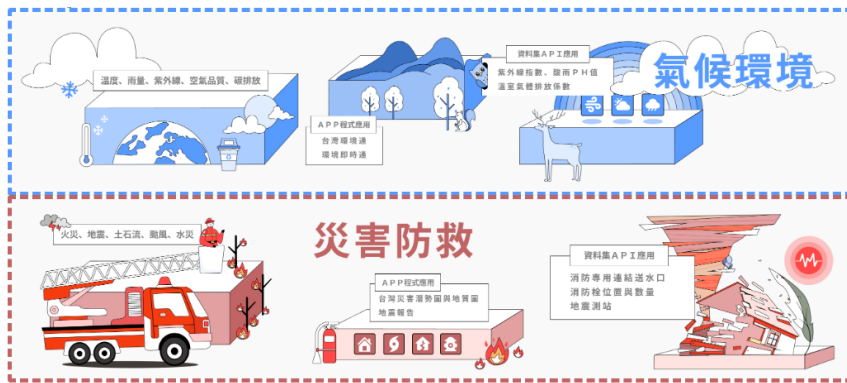 氣候環境
溫度、雨量、紫外線、空氣品質、碳排放
APP程式應用
台灣環境通
環境即時通
資料集API應用
紫外線指數、酸雨PH值
溫室氣體排放係數
災害防救
火災、地震、土石流、颱風、水災
APP程式應用
台灣災害潛勢圖與地質圖
地震報告
資料集API應用
消防專用連結送水口
消防栓位置與數量
地震測站